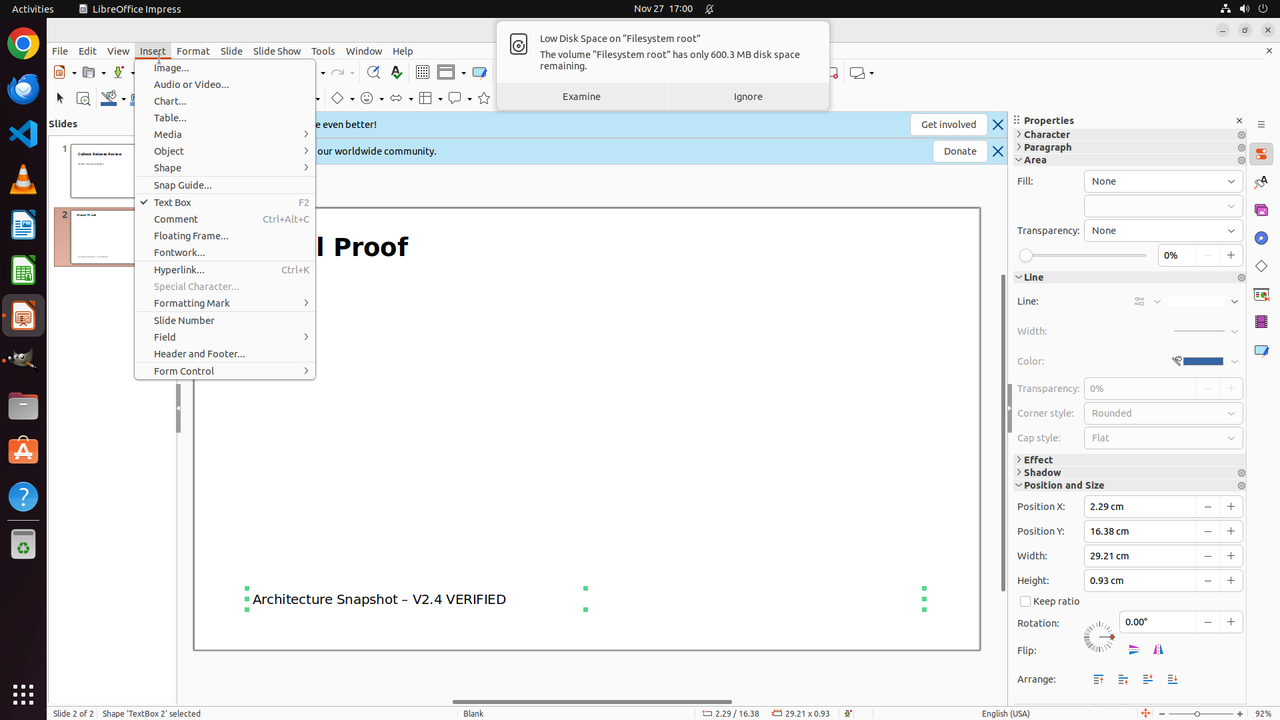 Activities
LibreOffice Impress
Nov 27 17:00
Low Disk Space on “Filesystem root”
The volume “Filesystem root” has only 600.3 MB disk space
remaining.
Examine
Ignore
File Edit View Insert Format Slide Slide Show Tools Window Help
Image...
Audio or Video...
Chart...
Table...
Media
Object
Shape
Snap Guide...
Text Box F2
Comment Ctrl+Alt+C
Floating Frame...
Fontwork...
Hyperlink... Ctrl+K
Special Character...
Formatting Mark
Slide Number
Field
Header and Footer...
Form Control
Slides
1
2
e even better!
Get involved
our worldwide community.
Donate
l Proof
Architecture Snapshot – V2.4 VERIFIED
Properties
Character
Paragraph
Area
Fill: None
Transparency: None
0%
Line
Line:
Width:
Color:
Transparency: 0%
Corner style: Rounded
Cap style: Flat
Effect
Shadow
Position and Size
Position X: 2.29 cm
Position Y: 16.38 cm
Width: 29.21 cm
Height: 0.93 cm
Keep ratio
Rotation: 0.00°
Flip:
Arrange:
Slide 2 of 2
Shape 'TextBox 2' selected
Blank
2.29 / 16.38
29.21 x 0.93
English (USA)
92%